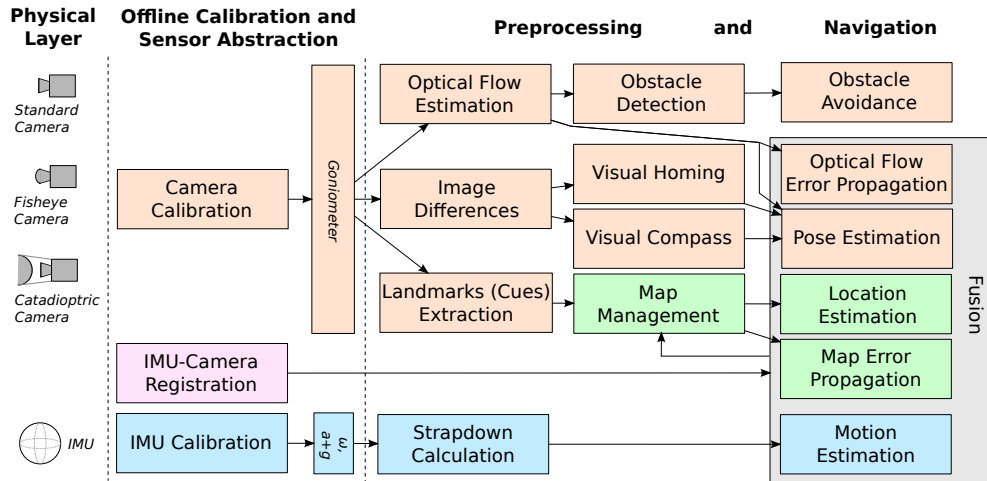 Physical
Layer
Offline Calibration and
Sensor Abstraction
Preprocessing and Navigation
Standard
Camera
Fisheye
Camera
Catadioptric
Camera
IMU
Camera
Calibration
Goniometer
IMU-Camera
Registration
IMU Calibration
ω,
a+g
Optical Flow
Estimation
Obstacle
Detection
Obstacle
Avoidance
Image
Differences
Visual Homing
Visual Compass
Optical Flow
Error Propagation
Pose Estimation
Landmarks (Cues)
Extraction
Map
Management
Location
Estimation
Map Error
Propagation
Strapdown
Calculation
Motion
Estimation
Fusion